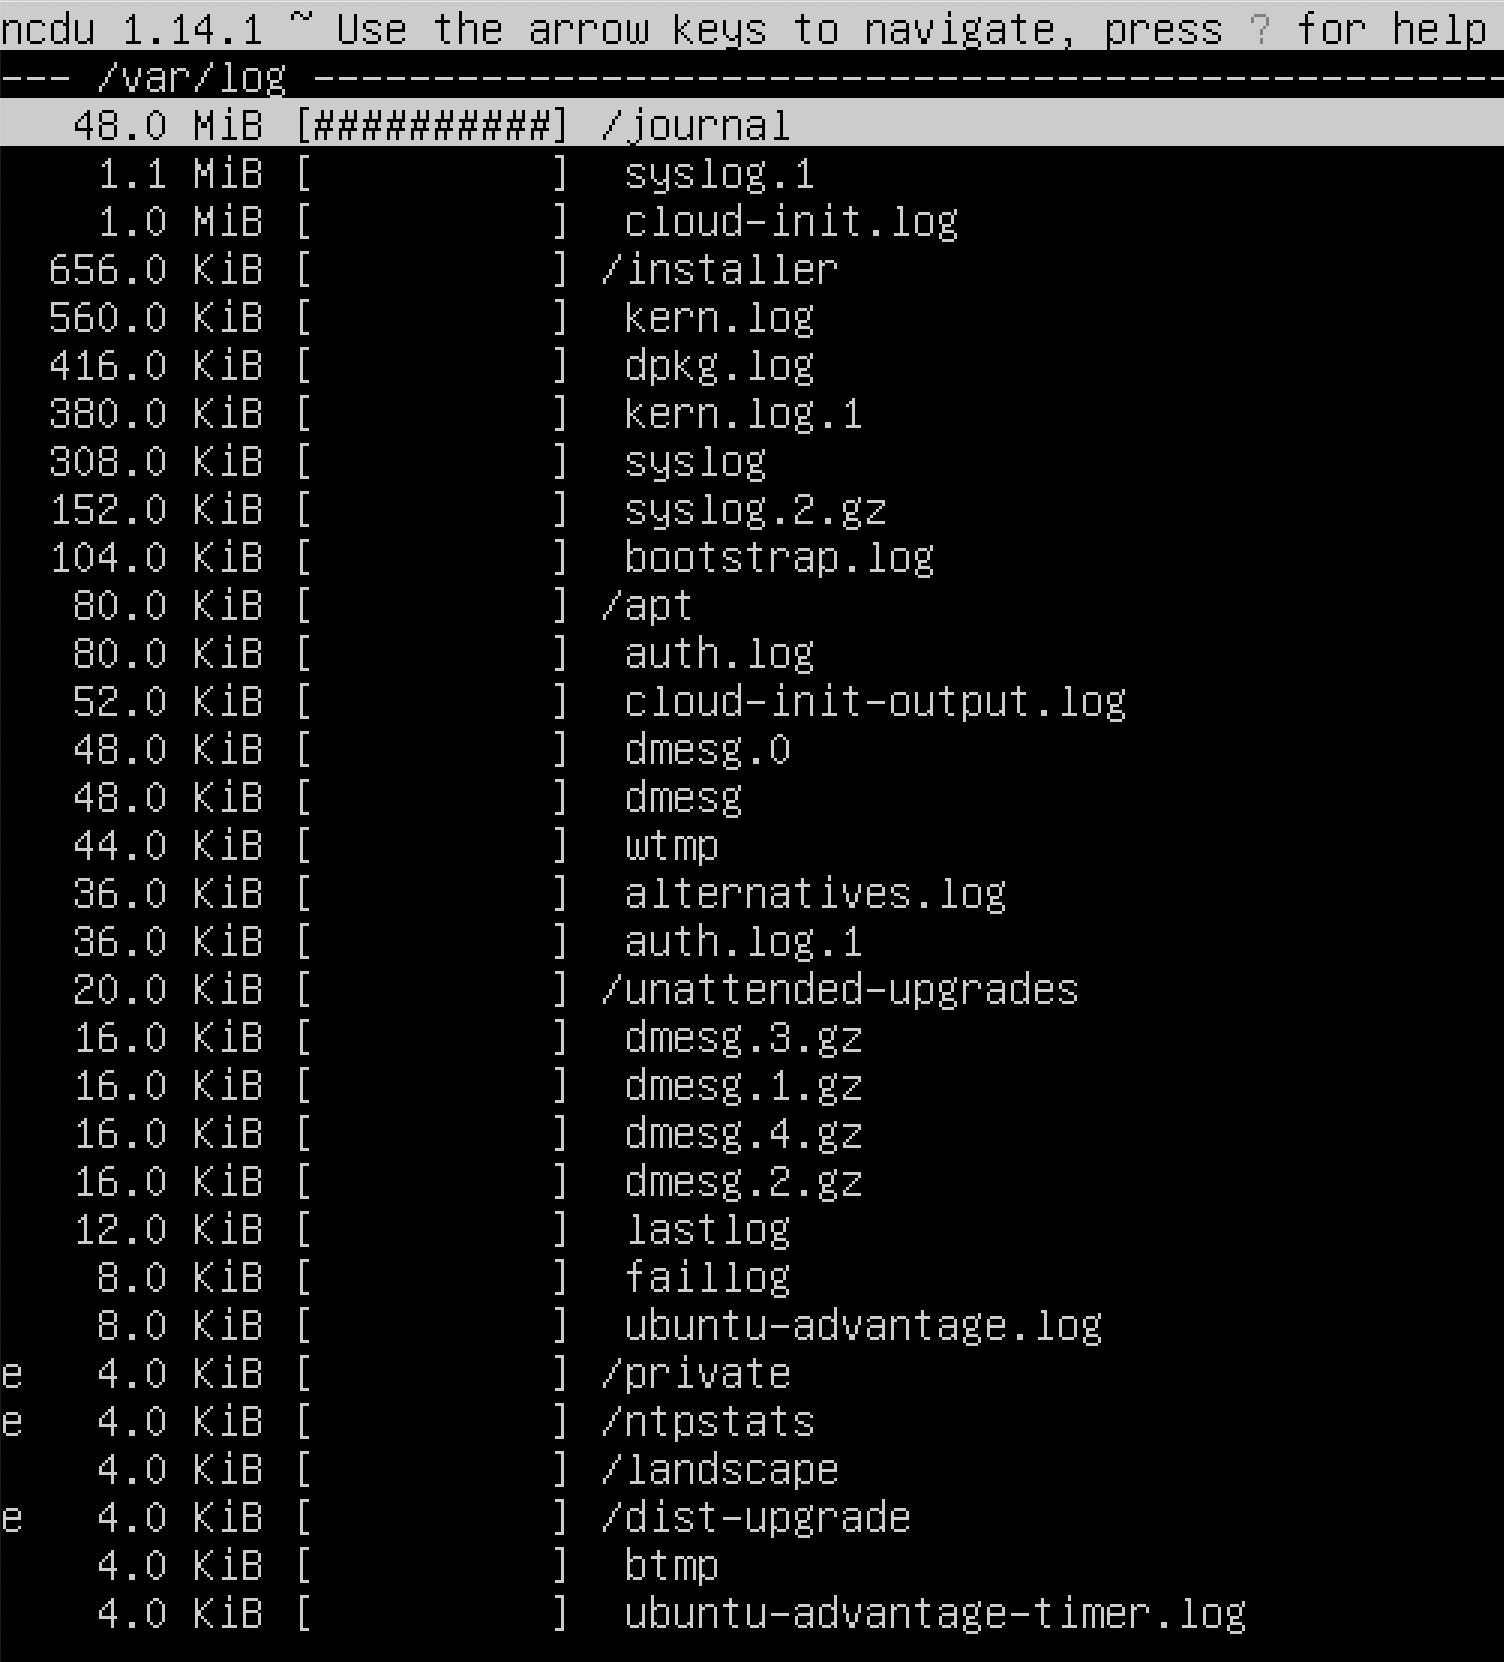 ncdu 1.14.1 ~ Use the arrow keys to navigate, press ? for help
--- /var/log --------------------------------------------------
   48.0 MiB [##########] /journal
    1.1 MiB [          ]  syslog.1
    1.0 MiB [          ]  cloud-init.log
  656.0 KiB [          ] /installer
  560.0 KiB [          ]  kern.log
  416.0 KiB [          ]  dpkg.log
  380.0 KiB [          ]  kern.log.1
  308.0 KiB [          ]  syslog
  152.0 KiB [          ]  syslog.2.gz
  104.0 KiB [          ]  bootstrap.log
   80.0 KiB [          ] /apt
   80.0 KiB [          ]  auth.log
   52.0 KiB [          ]  cloud-init-output.log
   48.0 KiB [          ]  dmesg.0
   48.0 KiB [          ]  dmesg
   44.0 KiB [          ]  wtmp
   36.0 KiB [          ]  alternatives.log
   36.0 KiB [          ]  auth.log.1
   20.0 KiB [          ] /unattended-upgrades
   16.0 KiB [          ]  dmesg.3.gz
   16.0 KiB [          ]  dmesg.1.gz
   16.0 KiB [          ]  dmesg.4.gz
   16.0 KiB [          ]  dmesg.2.gz
   12.0 KiB [          ]  lastlog
    8.0 KiB [          ]  faillog
    8.0 KiB [          ]  ubuntu-advantage.log
e   4.0 KiB [          ] /private
e   4.0 KiB [          ] /ntpstats
    4.0 KiB [          ] /landscape
e   4.0 KiB [          ] /dist-upgrade
    4.0 KiB [          ]  btmp
    4.0 KiB [          ]  ubuntu-advantage-timer.log